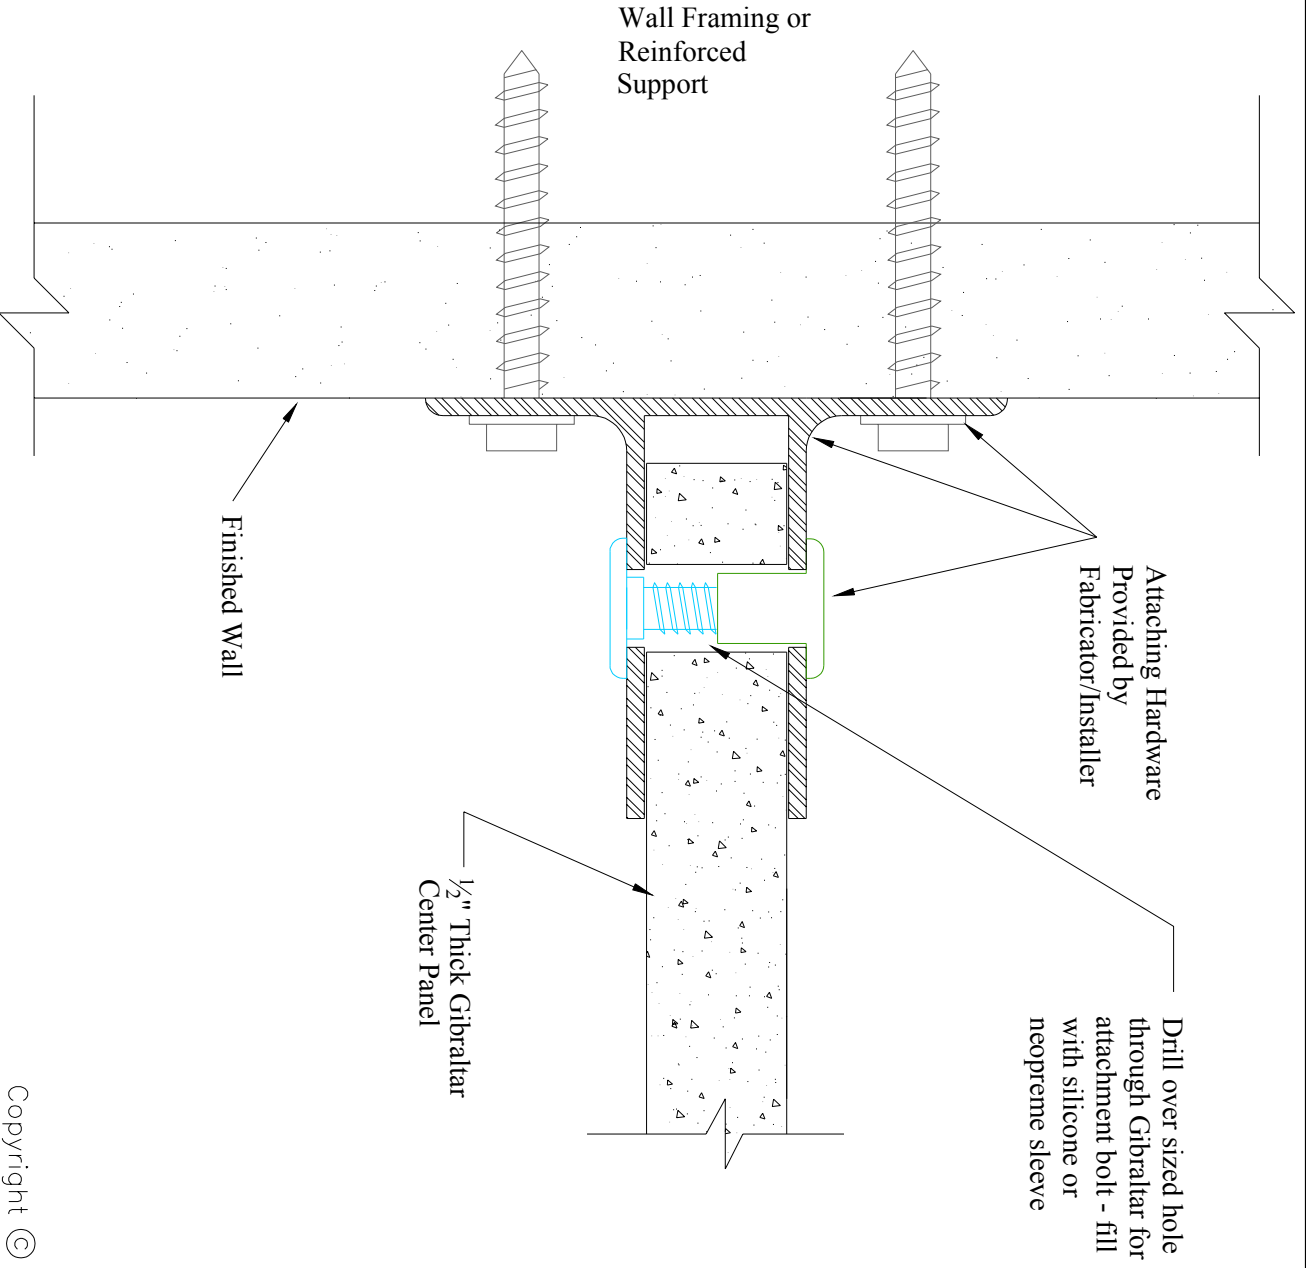 Wall Framing or
Reinforced
Support
Attaching Hardware
Provided by
Fabricator/Installer
Drill over sized hole
through Gibraltar for
attachment bolt - fill
with silicone or
neopreme sleeve
Finished Wall
½" Thick Gibraltar
Center Panel
Copyright ©